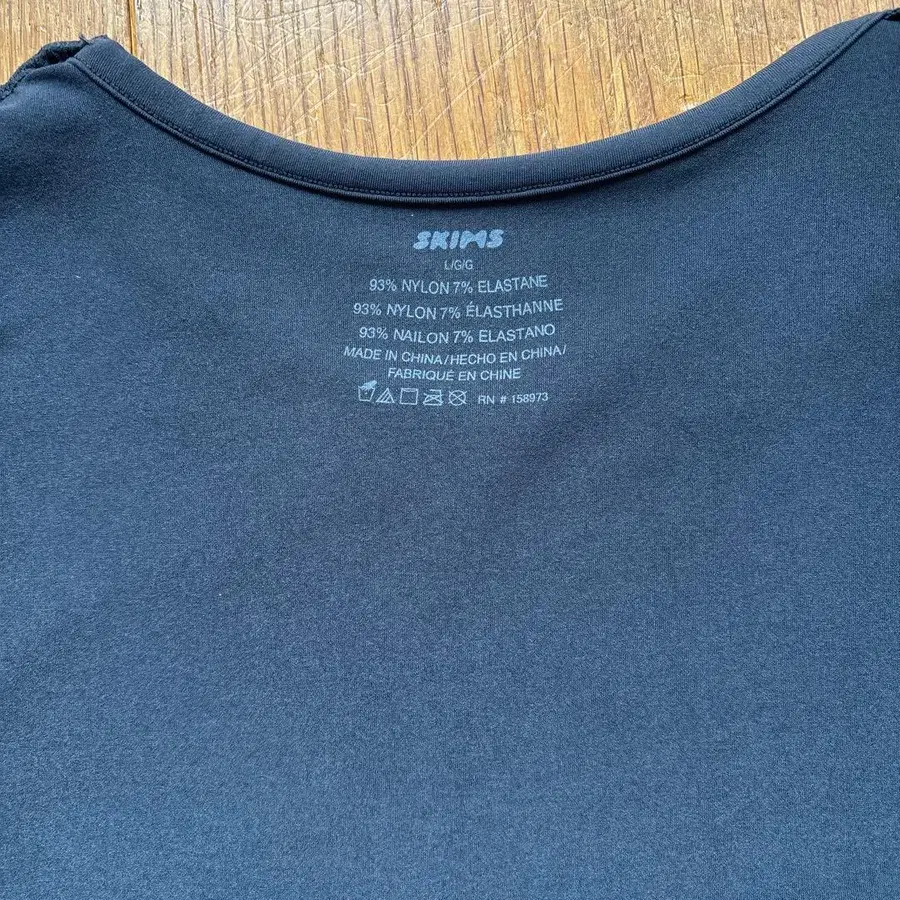 SKIMS
L/G/G
93% NYLON 7% ELASTANE
93% NYLON 7% ÉLASTHANNE
93% NAILON 7% ELASTANO
MADE IN CHINA/HECHO EN CHINA/
FABRIQUÉ EN CHINE
RN # 158973